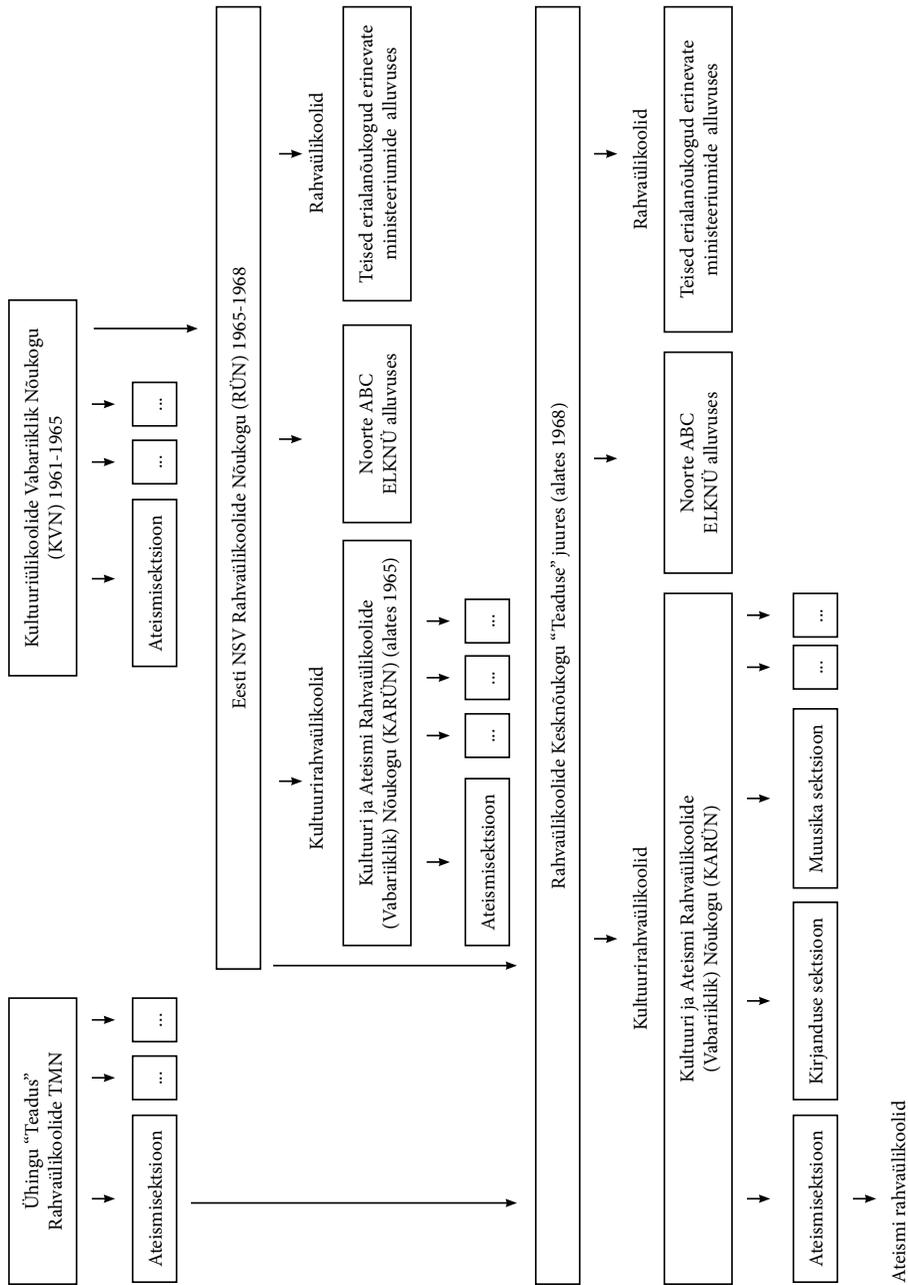 Ühingu “Teadus”
Rahvaülikoolide TMN
Ateismisektsioon
...
...
Kultuuriülikoolide Vabariiklik Nõukogu
(KVN) 1961-1965
Ateismisektsioon
...
...
Eesti NSV Rahvaülikoolide Nõukogu (RÜN) 1965-1968
Kultuurirahvaülikoolid
Rahvaülikoolid
Kultuuri ja Ateismi Rahvaülikoolide
(Vabariiklik) Nõukogu (KARÜN) (alates 1965)
Noorte ABC
ELKNÜ alluvuses
Teised erialanõukogud erinevate
ministeeriumide alluvuses
Ateismisektsioon
...
...
...
Rahvaülikoolide Kesknõukogu “Teaduse” juures (alates 1968)
Kultuurirahvaülikoolid
Rahvaülikoolid
Kultuuri ja Ateismi Rahvaülikoolide
(Vabariiklik) Nõukogu (KARÜN)
Noorte ABC
ELKNÜ alluvuses
Teised erialanõukogud erinevate
ministeeriumide alluvuses
Ateismisektsioon
Kirjanduse sektsioon
Muusika sektsioon
...
...
Ateismi rahvaülikoolid